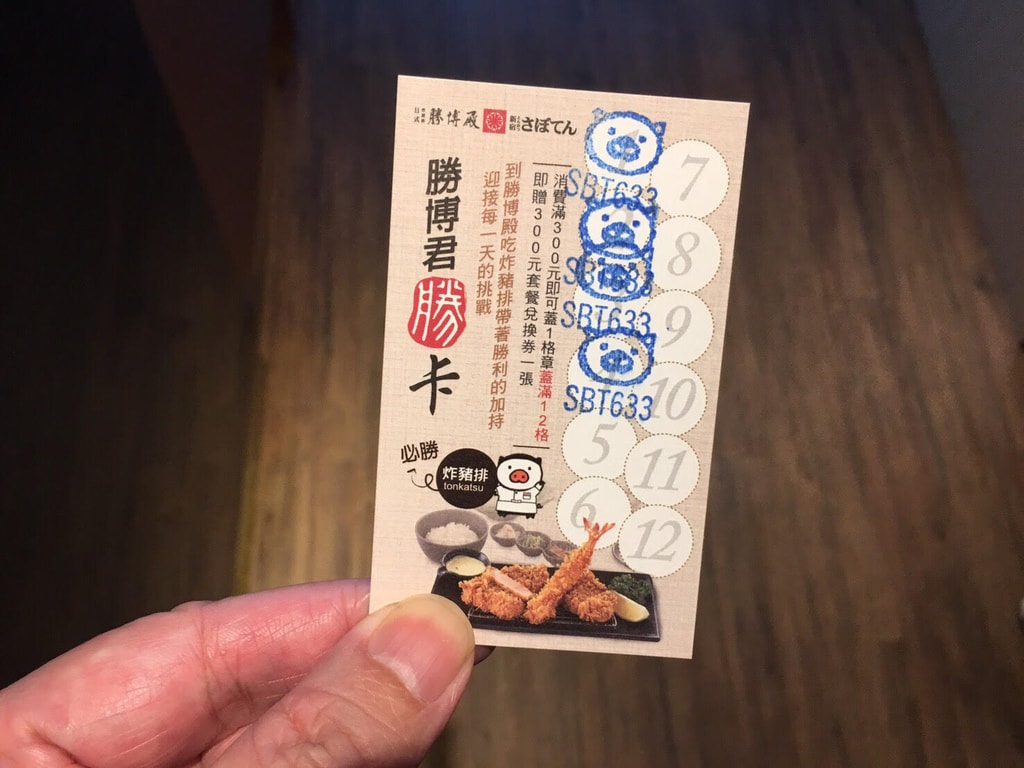 日式 勝博殿 新宿 さぼてん
勝博君勝卡
到勝博殿吃炸豬排帶著勝利的加持
迎接每一天的挑戰
消費滿300元即可蓋1格章蓋滿12格
即贈300元套餐兌換券一張
SBT633
SBT633
SBT633
SBT633
5
6
7
8
9
10
11
12
必勝
炸豬排
tonkatsu